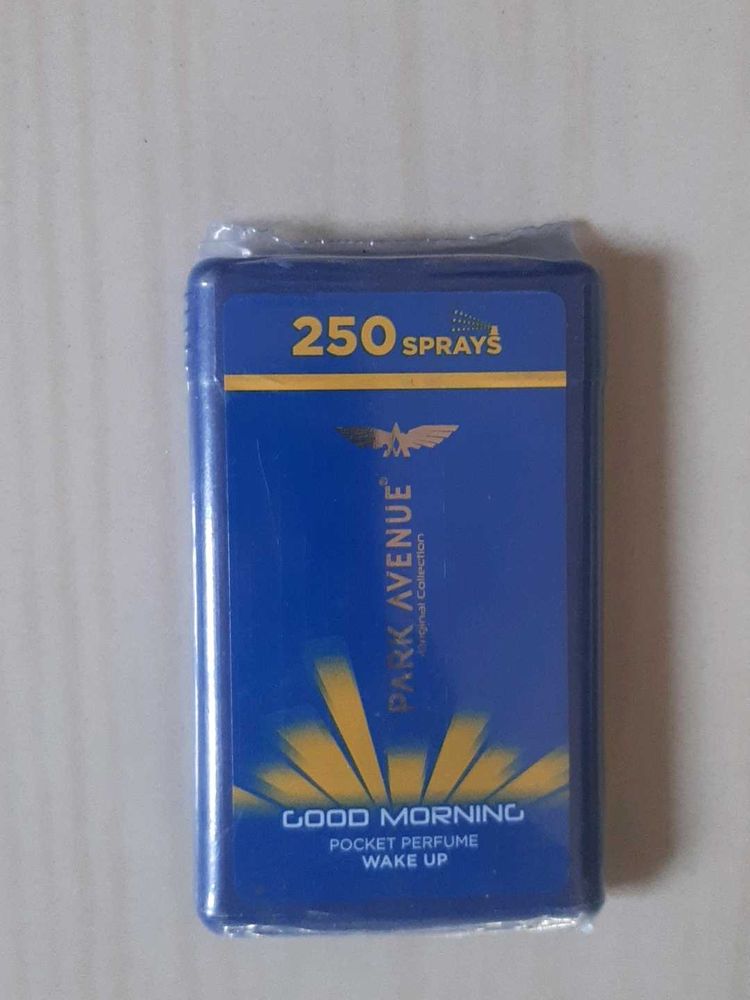 250 SPRAYS
PARK AVENUE®
Original Collection
GOOD MORNING
POCKET PERFUME
WAKE UP